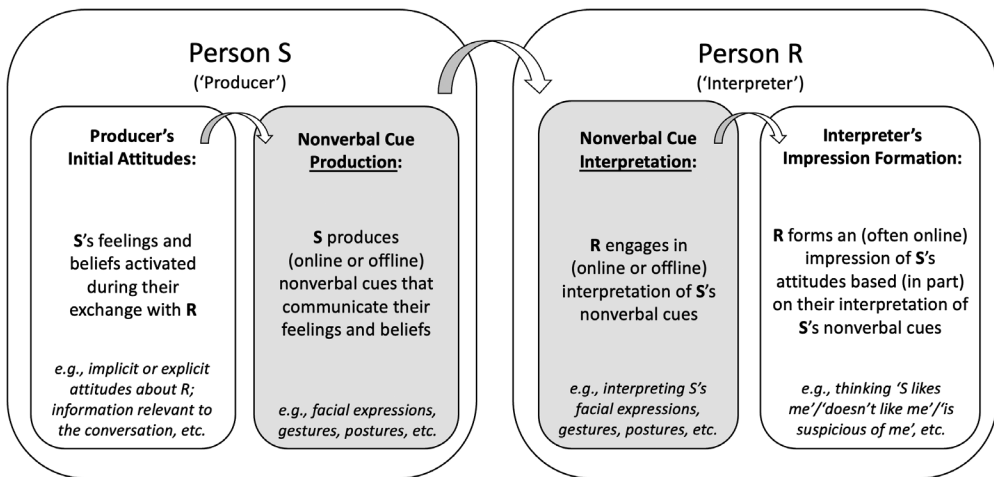 Person S
('Producer')
Producer's
Initial Attitudes:
S's feelings and
beliefs activated
during their
exchange with R
e.g., implicit or explicit
attitudes about R;
information relevant to
the conversation, etc.
Nonverbal Cue
Production:
S produces
(online or offline)
nonverbal cues that
communicate their
feelings and beliefs
e.g., facial expressions,
gestures, postures, etc.
Person R
('Interpreter')
Nonverbal Cue
Interpretation:
R engages in
(online or offline)
interpretation of S's
nonverbal cues
e.g., interpreting S's
facial expressions,
gestures, postures, etc.
Interpreter's
Impression Formation:
R forms an (often online)
impression of S's
attitudes based (in part)
on their interpretation of
S's nonverbal cues
e.g., thinking 'S likes
me'/'doesn't like me'/'is
suspicious of me', etc.